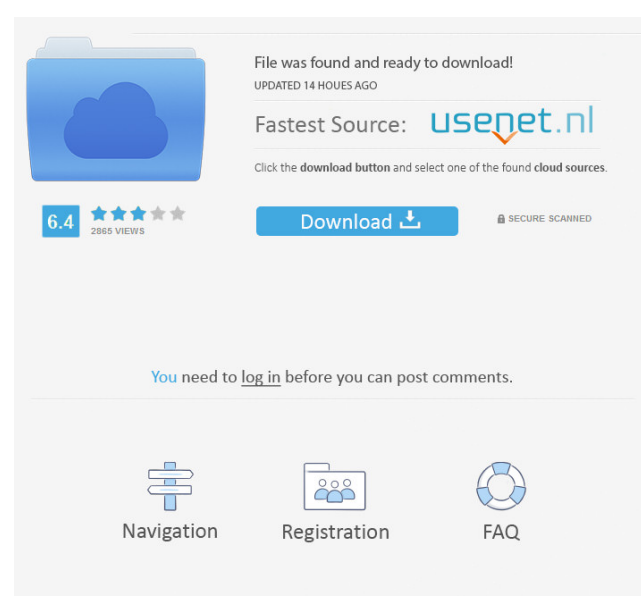 File was found and ready to download!
UPDATED 14 HOUES AGO
Fastest Source: usenet.nl
Click the download button and select one of the found cloud sources.
6.4
2865 VIEWS
Download
SECURE SCANNED
You need to log in before you can post comments.
Navigation
Registration
FAQ